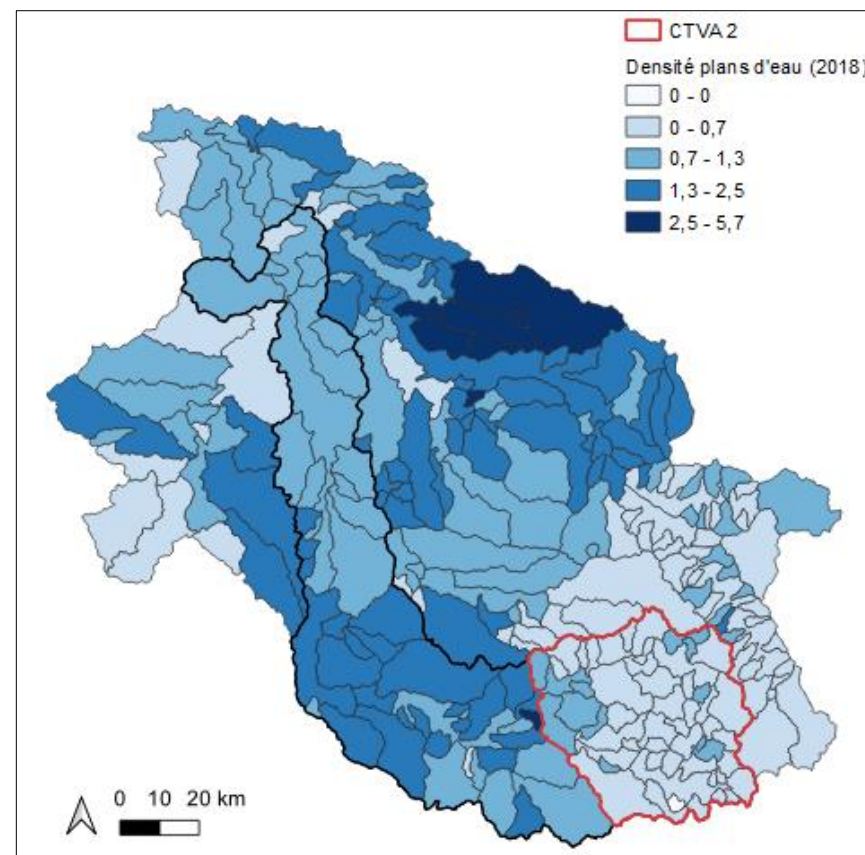 CTVA 2
Densité plans d'eau (2018)
0 - 0
0 - 0,7
0,7 - 1,3
1,3 - 2,5
2,5 - 5,7
0 10 20 km